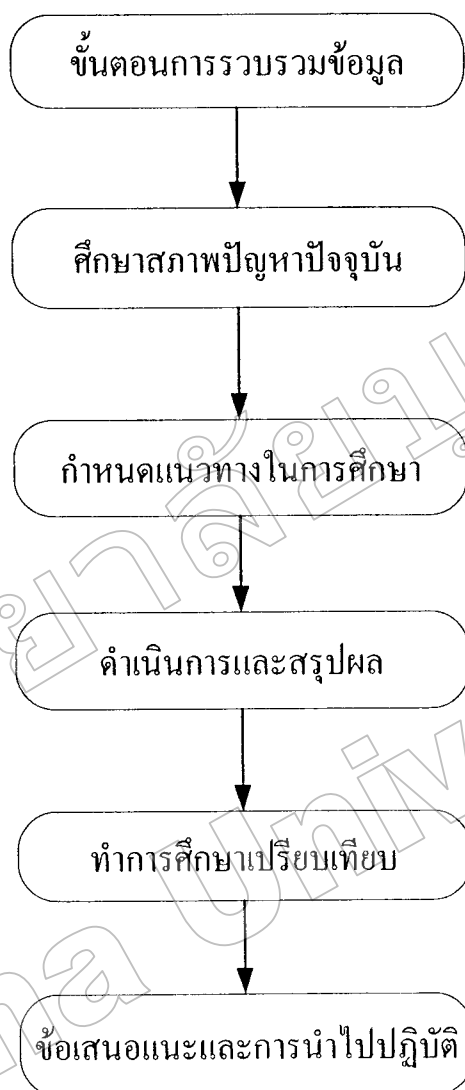 ขั้นตอนการรวบรวมข้อมูล
ศึกษาสภาพปัญหาปัจจุบัน
กำหนดแนวทางในการศึกษา
ดำเนินการและสรุปผล
ทำการศึกษาเปรียบเทียบ
ข้อเสนอแนะและการนำไปปฏิบัติ